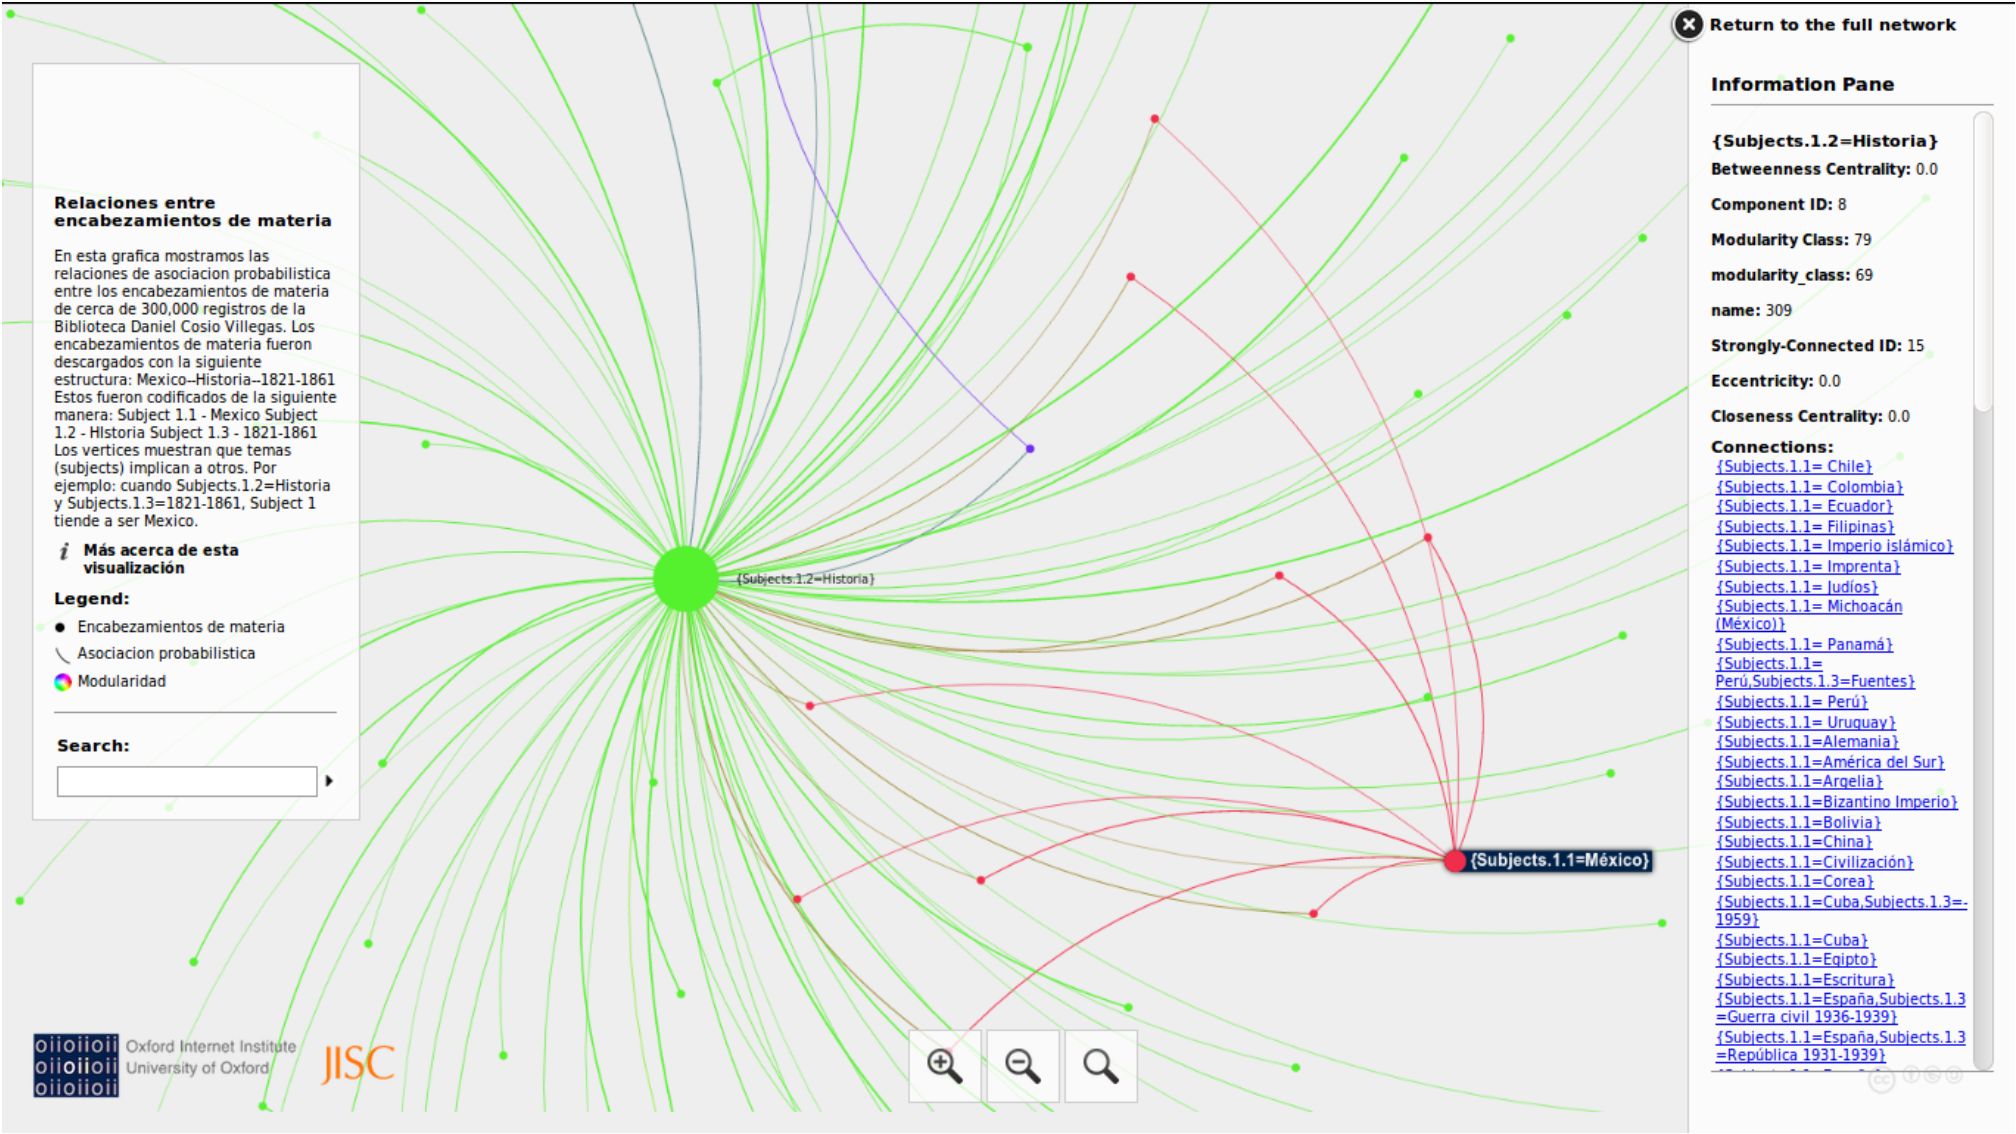 Relaciones entre
encabezamientos de materia
En esta grafica mostramos las
relaciones de asociacion probabilistica
entre los encabezamientos de materia
de cerca de 300,000 registros de la
Biblioteca Daniel Cosio Villegas. Los
encabezamientos de materia fueron
descargados con la siguiente
estructura: Mexico--Historia--1821-1861
Estos fueron codificados de la siguiente
manera: Subject 1.1 - Mexico Subject
1.2 - HIstoria Subject 1.3 - 1821-1861
Los vertices muestran que temas
(subjects) implican a otros. Por
ejemplo: cuando Subjects.1.2=Historia
y Subjects.1.3=1821-1861, Subject 1
tiende a ser Mexico.
i Más acerca de esta
visualización
Legend:
Encabezamientos de materia
Asociacion probabilistica
Modularidad
Search:
oiioiioii
oiioiioii
oiioiioii
Oxford Internet Institute
University of Oxford
JISC
{Subjects.1.2=Historia}
{Subjects.1.1=México}
Return to the full network
Information Pane
{Subjects.1.2=Historia}
Betweenness Centrality: 0.0
Component ID: 8
Modularity Class: 79
modularity_class: 69
name: 309
Strongly-Connected ID: 15
Eccentricity: 0.0
Closeness Centrality: 0.0
Connections:
{Subjects.1.1= Chile}
{Subjects.1.1= Colombia}
{Subjects.1.1= Ecuador}
{Subjects.1.1= Filipinas}
{Subjects.1.1= Imperio islámico}
{Subjects.1.1= Imprenta}
{Subjects.1.1= Judíos}
{Subjects.1.1= Michoacán
(México)}
{Subjects.1.1= Panamá}
{Subjects.1.1=
Perú,Subjects.1.3=Fuentes}
{Subjects.1.1= Perú}
{Subjects.1.1= Uruguay}
{Subjects.1.1=Alemania}
{Subjects.1.1=América del Sur}
{Subjects.1.1=Argelia}
{Subjects.1.1=Bizantino Imperio}
{Subjects.1.1=Bolivia}
{Subjects.1.1=China}
{Subjects.1.1=Civilización}
{Subjects.1.1=Corea}
{Subjects.1.1=Cuba,Subjects.1.3=-
1959}
{Subjects.1.1=Cuba}
{Subjects.1.1=Egipto}
{Subjects.1.1=Escritura}
{Subjects.1.1=España,Subjects.1.3
=Guerra civil 1936-1939}
{Subjects.1.1=España,Subjects.1.3
=República 1931-1939}
cc